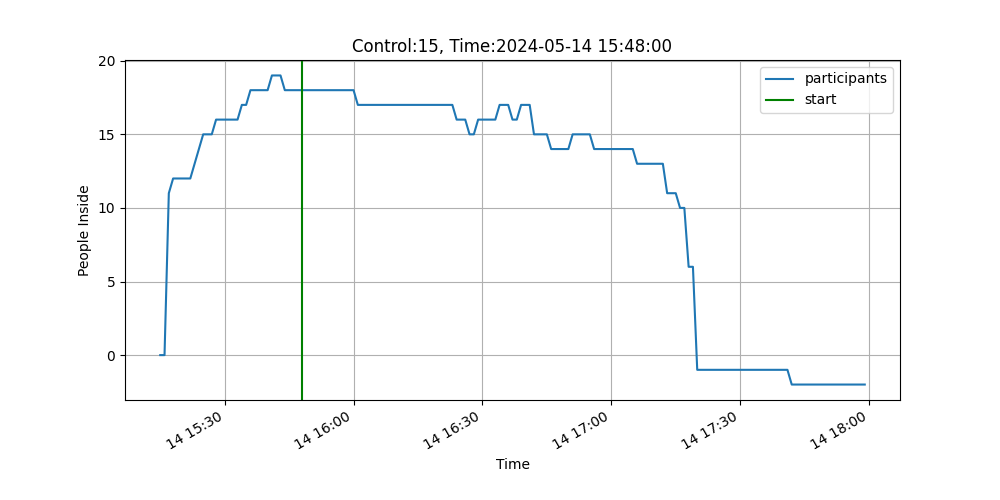 Control:15, Time:2024-05-14 15:48:00
participants
start
People Inside
20
15
10
5
0
14 15:30
14 16:00
14 16:30
14 17:00
14 17:30
14 18:00
Time